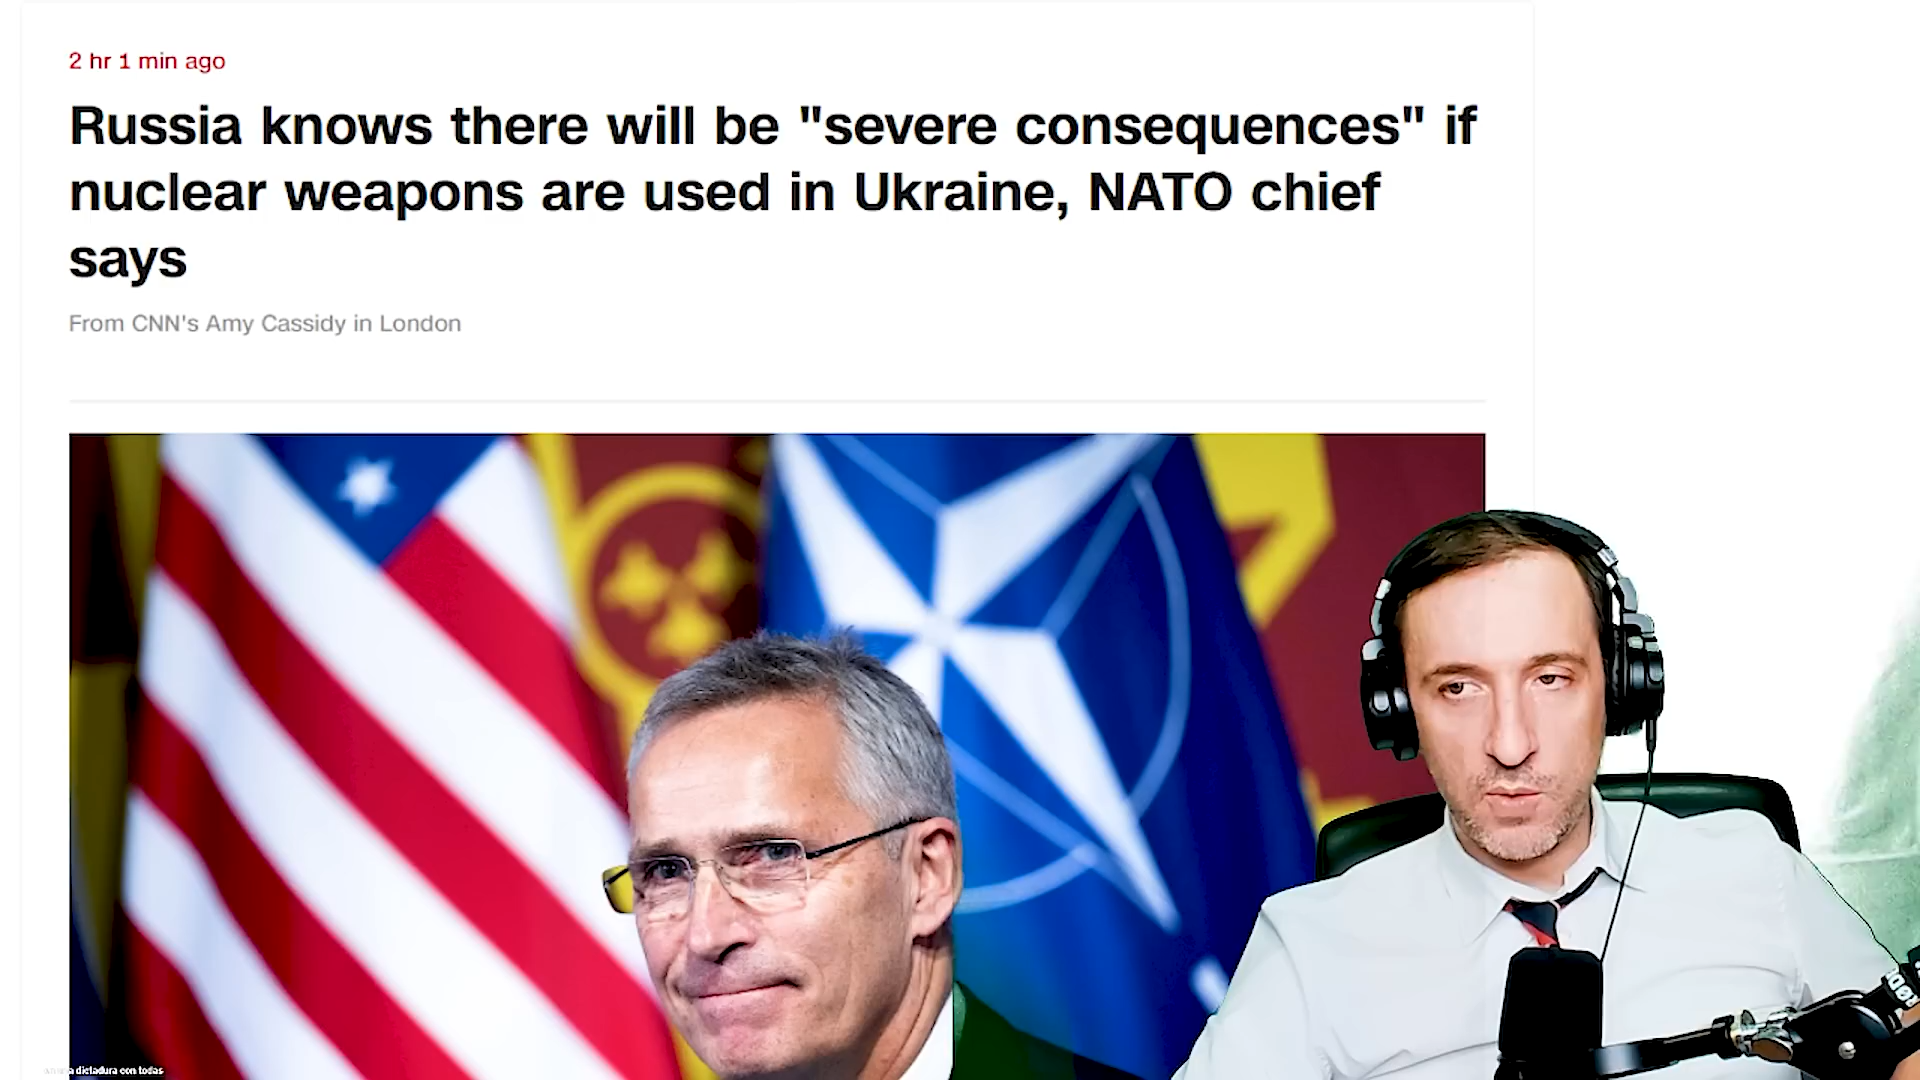 2 hr 1 min ago
Russia knows there will be "severe consequences" if
nuclear weapons are used in Ukraine, NATO chief
says
From CNN's Amy Cassidy in London
RØDE
dictadura con todas